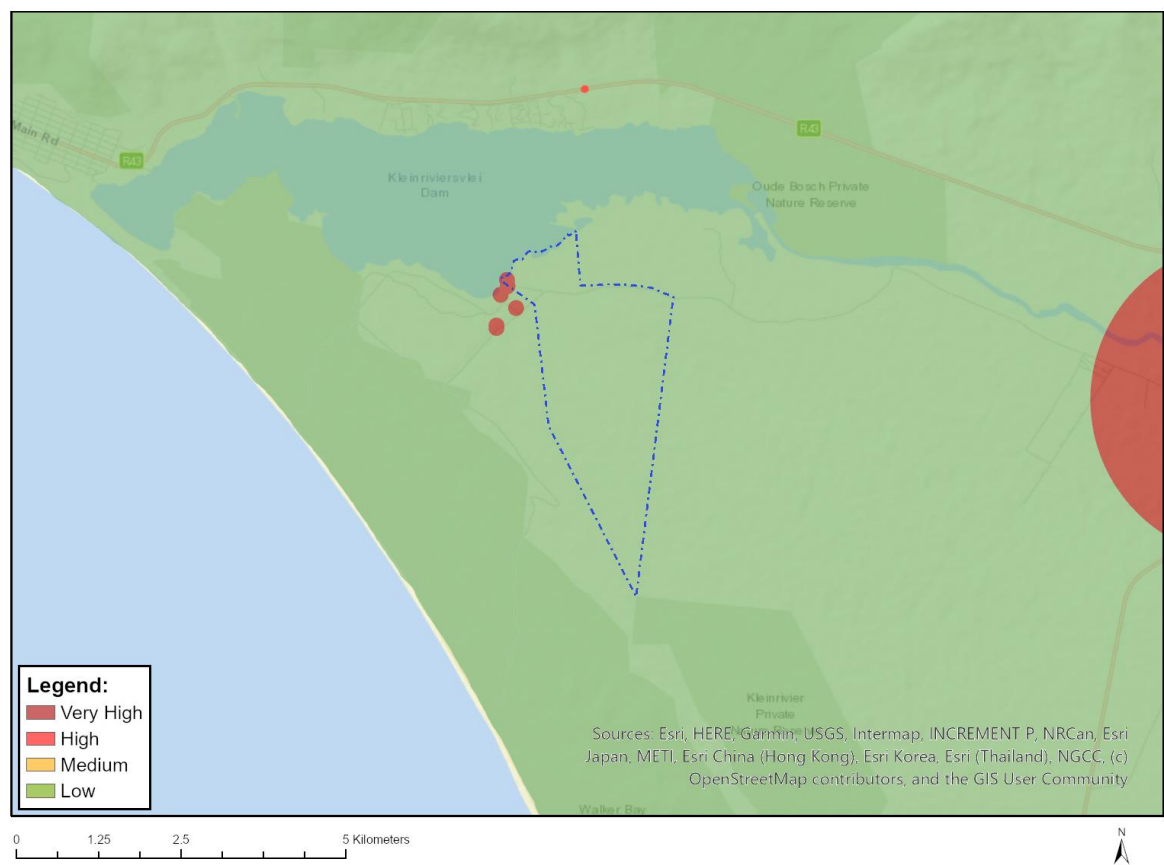 Main Rd
R43
R43
Kleinriviersvlei
Dam
Oude Bosch Private
Nature Reserve
Legend:
Very High
High
Medium
Low
Kleinrivier
Private
Sources: Esri, HERE, Garmin, USGS, Intermap, INCREMENT P, NRCan, Esri
Japan, METI, Esri China (Hong Kong), Esri Korea, Esri (Thailand), NGCC, (c)
OpenStreetMap contributors, and the GIS User Community
Walker Bay
0 1.25 2.5 5 Kilometers
N